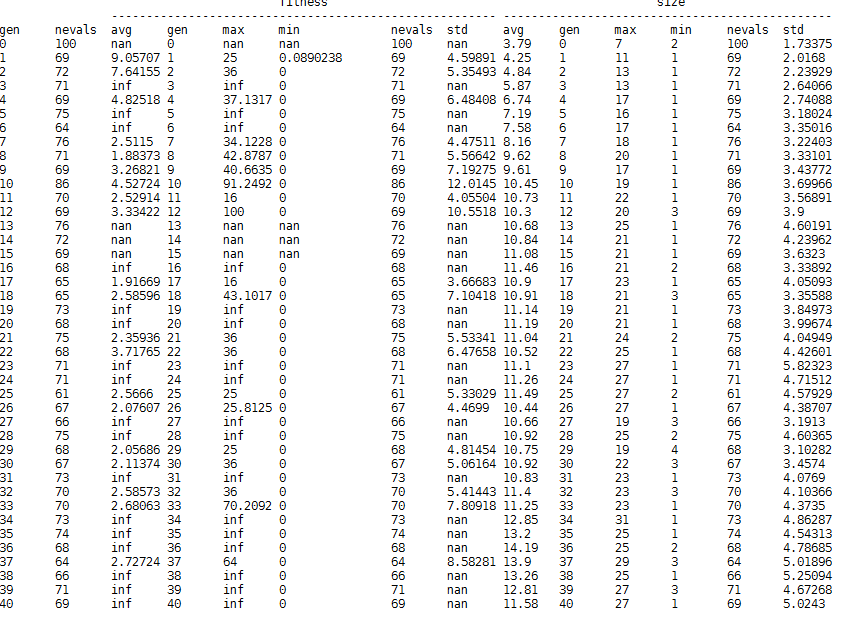 fitness size
------------------------------------------------------- -----------------------------------------------
gen nevals avg gen max min nevals std avg gen max min nevals std
0 100 nan 0 nan nan 100 nan 3.79 0 7 2 100 1.73375
1 69 9.05707 1 25 0.0890238 69 4.59891 4.25 1 11 1 69 2.0168
2 72 7.64155 2 36 0 72 5.35493 4.84 2 13 1 72 2.23929
3 71 inf 3 inf 0 71 nan 5.87 3 13 1 71 2.64066
4 69 4.82518 4 37.1317 0 69 6.48408 6.74 4 17 1 69 2.74088
5 75 inf 5 inf 0 75 nan 7.19 5 16 1 75 3.18024
6 64 inf 6 inf 0 64 nan 7.58 6 17 1 64 3.35016
7 76 2.5115 7 34.1228 0 76 4.47511 8.16 7 18 1 76 3.22403
8 71 1.88373 8 42.8787 0 71 5.56642 9.62 8 20 1 71 3.33101
9 69 3.26821 9 40.6635 0 69 7.19275 9.61 9 17 1 69 3.43772
10 86 4.52724 10 91.2492 0 86 12.0145 10.45 10 19 1 86 3.69966
11 70 2.52914 11 16 0 70 4.05504 10.73 11 22 1 70 3.56891
12 69 3.33422 12 100 0 69 10.5518 10.3 12 20 3 69 3.9
13 76 nan 13 nan nan 76 nan 10.68 13 25 1 76 4.60191
14 72 nan 14 nan nan 72 nan 10.84 14 21 1 72 4.23962
15 69 nan 15 nan nan 69 nan 11.08 15 21 1 69 3.6323
16 68 inf 16 inf 0 68 nan 11.46 16 21 2 68 3.33892
17 65 1.91669 17 16 0 65 3.66683 10.9 17 23 1 65 4.05093
18 65 2.58596 18 43.1017 0 65 7.10418 10.91 18 21 3 65 3.35588
19 73 inf 19 inf 0 73 nan 11.14 19 21 1 73 3.84973
20 68 inf 20 inf 0 68 nan 11.19 20 21 1 68 3.99674
21 75 2.35936 21 36 0 75 5.53341 11.04 21 24 2 75 4.04949
22 68 3.71765 22 36 0 68 6.47658 10.52 22 25 1 68 4.42601
23 71 inf 23 inf 0 71 nan 11.1 23 27 1 71 5.82323
24 71 inf 24 inf 0 71 nan 11.26 24 27 1 71 4.71512
25 61 2.5666 25 25 0 61 5.33029 11.49 25 27 2 61 4.57929
26 67 2.07607 26 25.8125 0 67 4.4699 10.44 26 27 1 67 4.38707
27 66 inf 27 inf 0 66 nan 10.66 27 19 3 66 3.1913
28 75 inf 28 inf 0 75 nan 10.92 28 25 2 75 4.60365
29 68 2.05686 29 25 0 68 4.81454 10.75 29 19 4 68 3.10282
30 67 2.11374 30 36 0 67 5.06164 10.92 30 22 3 67 3.4574
31 73 inf 31 inf 0 73 nan 10.83 31 23 1 73 4.0769
32 70 2.58573 32 36 0 70 5.41443 11.4 32 23 3 70 4.10366
33 70 2.68063 33 70.2092 0 70 7.80918 11.25 33 23 1 70 4.3735
34 73 inf 34 inf 0 73 nan 12.85 34 31 1 73 4.86287
35 74 inf 35 inf 0 74 nan 13.2 35 25 1 74 4.54313
36 68 inf 36 inf 0 68 nan 14.19 36 25 2 68 4.78685
37 64 2.72724 37 64 0 64 8.58281 13.9 37 29 3 64 5.01896
38 66 inf 38 inf 0 66 nan 13.26 38 25 1 66 5.25094
39 71 inf 39 inf 0 71 nan 12.81 39 27 3 71 4.67268
40 69 inf 40 inf 0 69 nan 11.58 40 27 1 69 5.0243